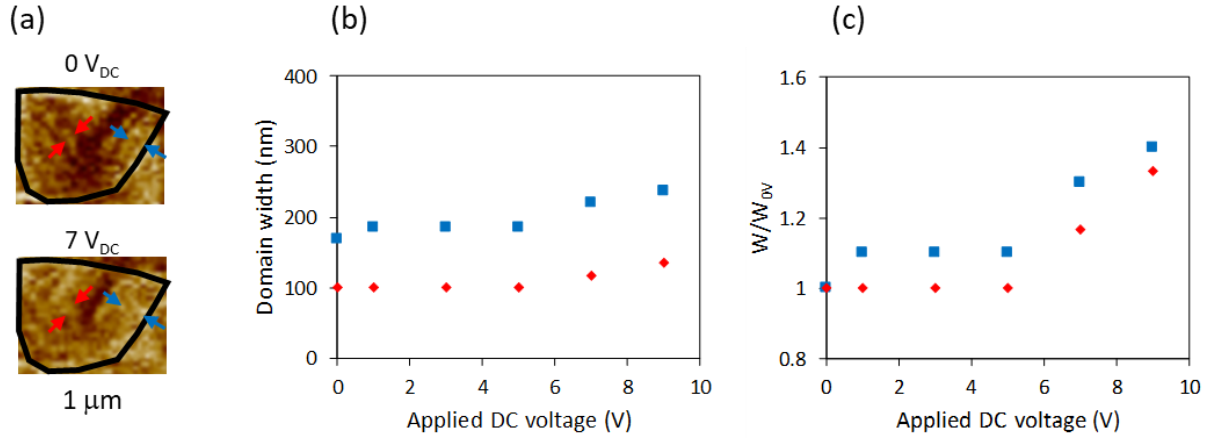 (a)
0 V_DC
7 V_DC
1 μm
(b)
Domain width (nm)
400
300
200
100
0
0 2 4 6 8 10
Applied DC voltage (V)
(c)
W/W_0V
1.6
1.4
1.2
1
0.8
0 2 4 6 8 10
Applied DC voltage (V)